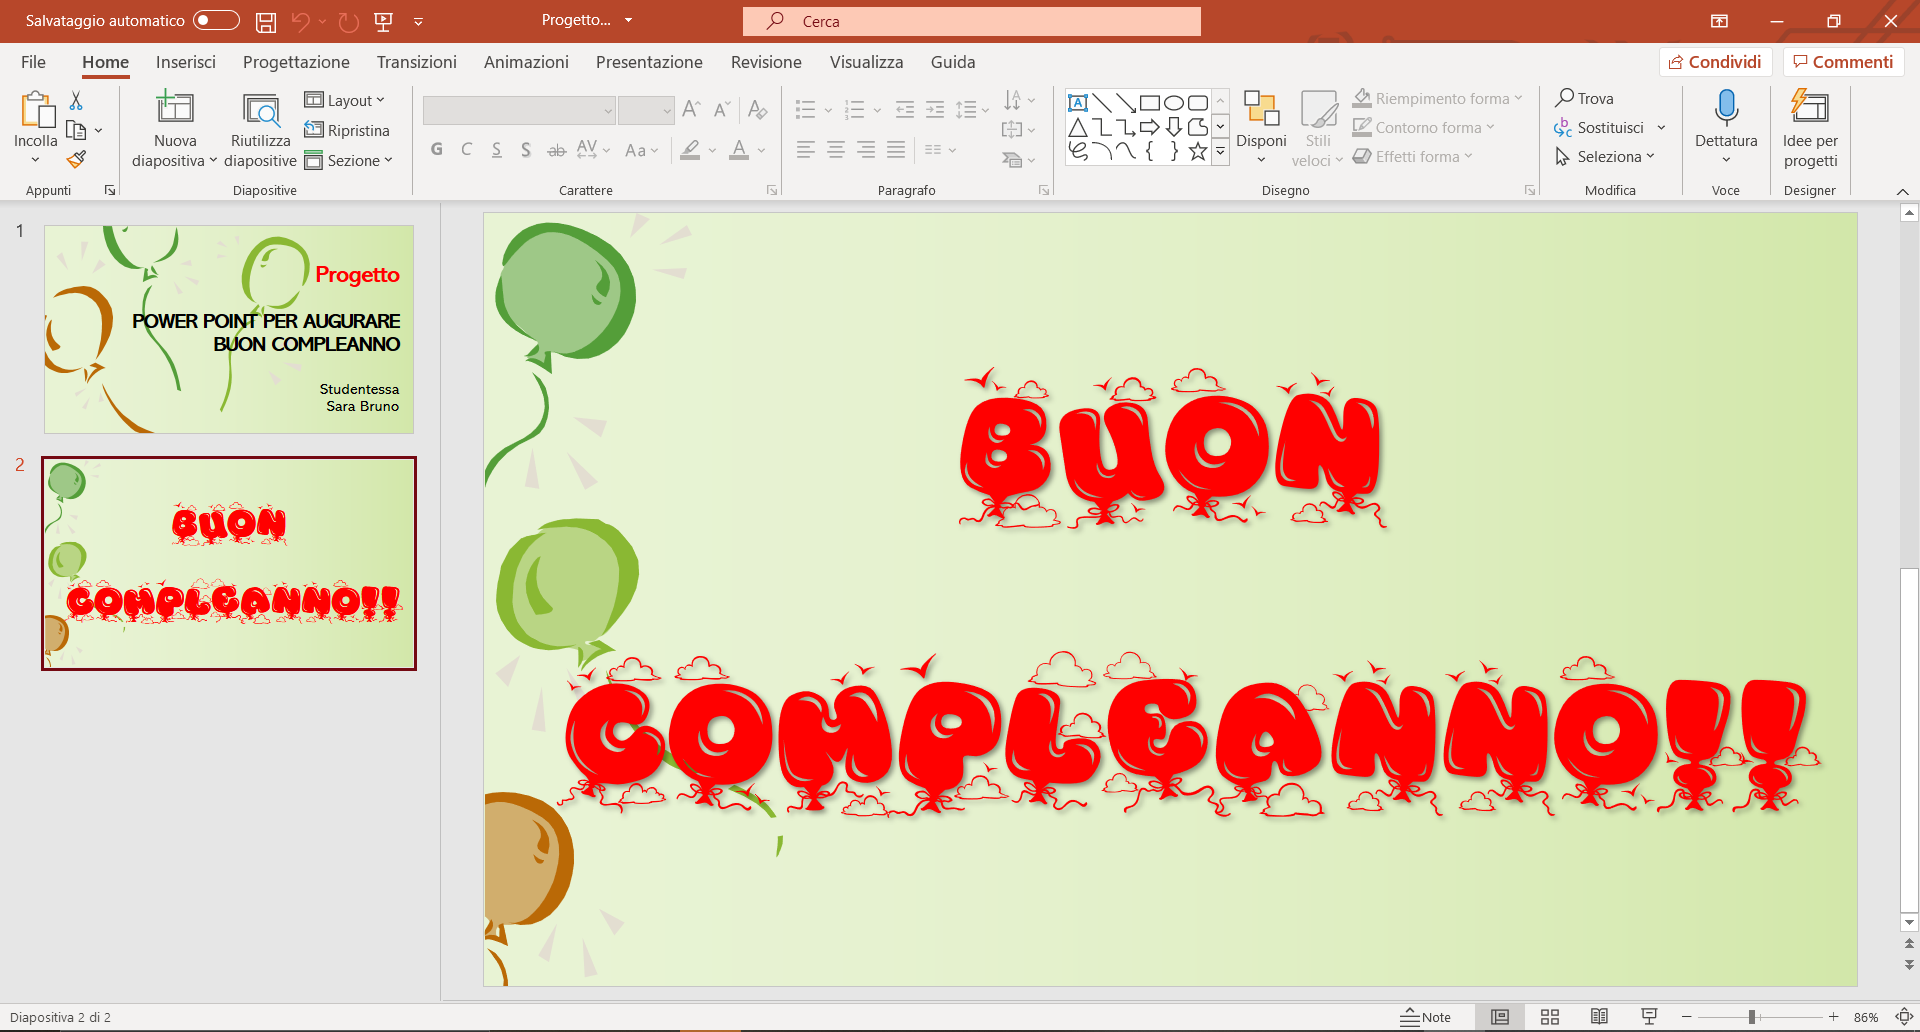 Salvataggio automatico
Progetto...
Cerca
File
Home
Inserisci
Progettazione
Transizioni
Animazioni
Presentazione
Revisione
Visualizza
Guida
Condividi
Commenti
Incolla
Appunti
Nuova
diapositiva
Riutilizza
diapositive
Layout
Ripristina
Sezione
Diapositive
G C S S ab AV Aa A
Carattere
Paragrafo
Disponi
Stili
veloci
Riempimento forma
Contorno forma
Effetti forma
Disegno
Trova
Sostituisci
Seleziona
Modifica
Dettatura
Voce
Idee per
progetti
Designer
1
Progetto
POWER POINT PER AUGURARE
BUON COMPLEANNO
Studentessa
Sara Bruno
2
BUON
COMPLEANNO!!
BUON
COMPLEANNO!!
Diapositiva 2 di 2
Note
86%